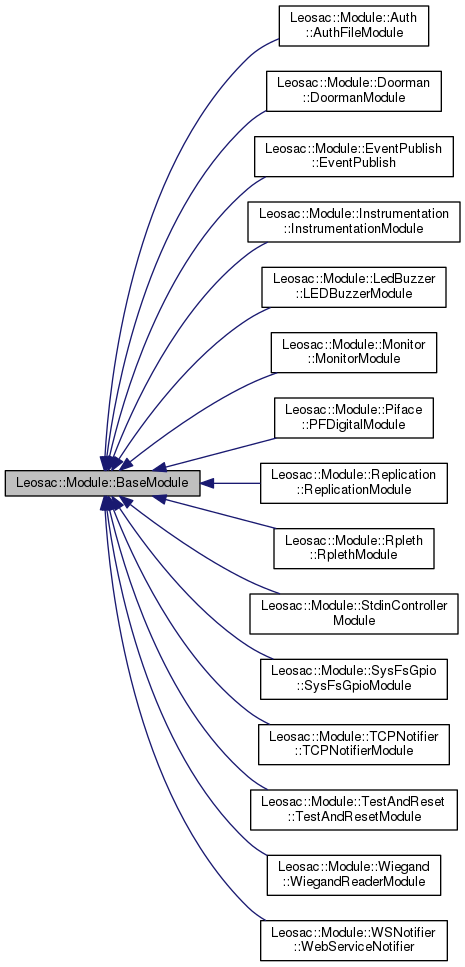 Leosac::Module::Auth
::AuthFileModule
Leosac::Module::Doorman
::DoormanModule
Leosac::Module::EventPublish
::EventPublish
Leosac::Module::Instrumentation
::InstrumentationModule
Leosac::Module::LedBuzzer
::LEDBuzzerModule
Leosac::Module::Monitor
::MonitorModule
Leosac::Module::Piface
::PFDigitalModule
Leosac::Module::BaseModule
Leosac::Module::Replication
::ReplicationModule
Leosac::Module::Rpleth
::RplethModule
Leosac::Module::StdinController
Module
Leosac::Module::SysFsGpio
::SysFsGpioModule
Leosac::Module::TCPNotifier
::TCPNotifierModule
Leosac::Module::TestAndReset
::TestAndResetModule
Leosac::Module::Wiegand
::WiegandReaderModule
Leosac::Module::WSNotifier
::WebServiceNotifier